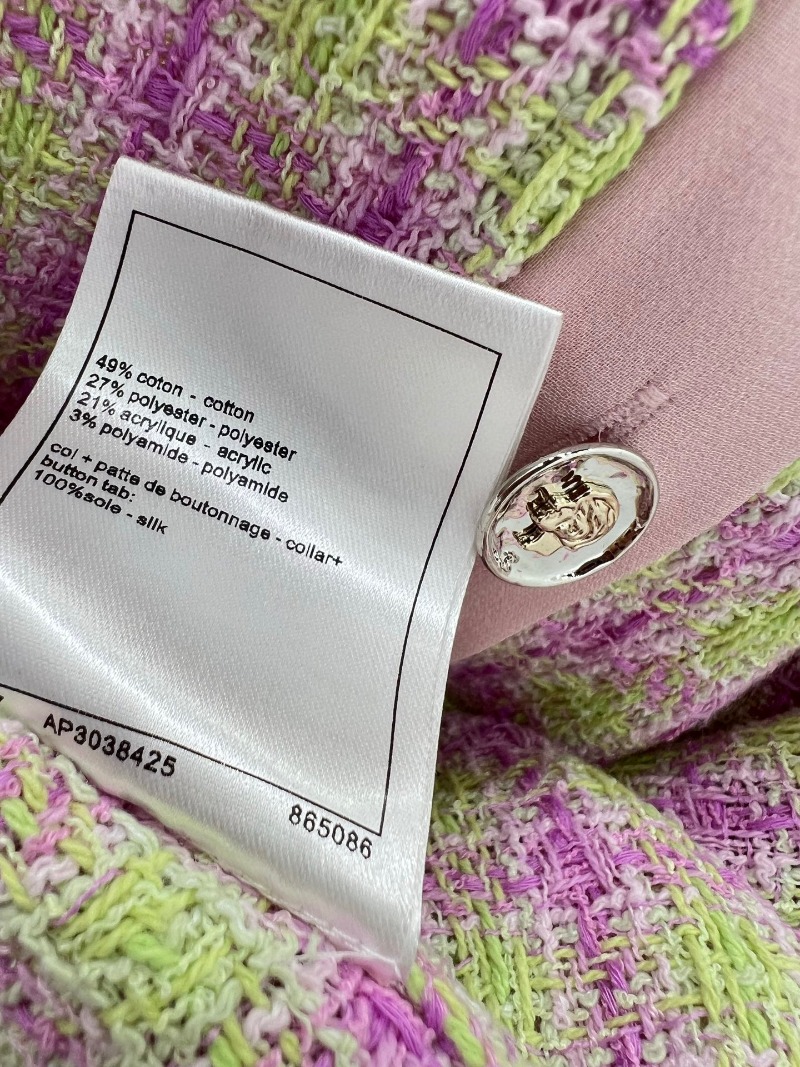 49% coton - cotton
27% polyester - polyester
21% acrylique - acrylic
3% polyamide - polyamide
col + patte de boutonnage - collar+
button tab:
100%soie - silk
AP3038425
865086